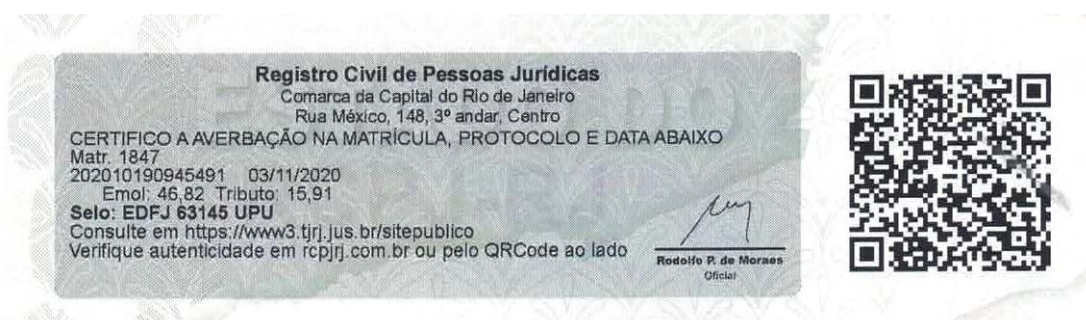 Registro Civil de Pessoas Jurídicas
Comarca da Capital do Rio de Janeiro
Rua México, 148, 3º andar, Centro
CERTIFICO A AVERBAÇÃO NA MATRÍCULA, PROTOCOLO E DATA ABAIXO
Matr. 1847
202010190945491 03/11/2020
Emol: 46,82 Tributo: 15,91
Selo: EDFJ 63145 UPU
Consulte em https://www3.tjrj.jus.br/sitepublico
Verifique autenticidade em rcpjrj.com.br ou pelo QRCode ao lado
Rodolfo P. de Moraes
Oficial